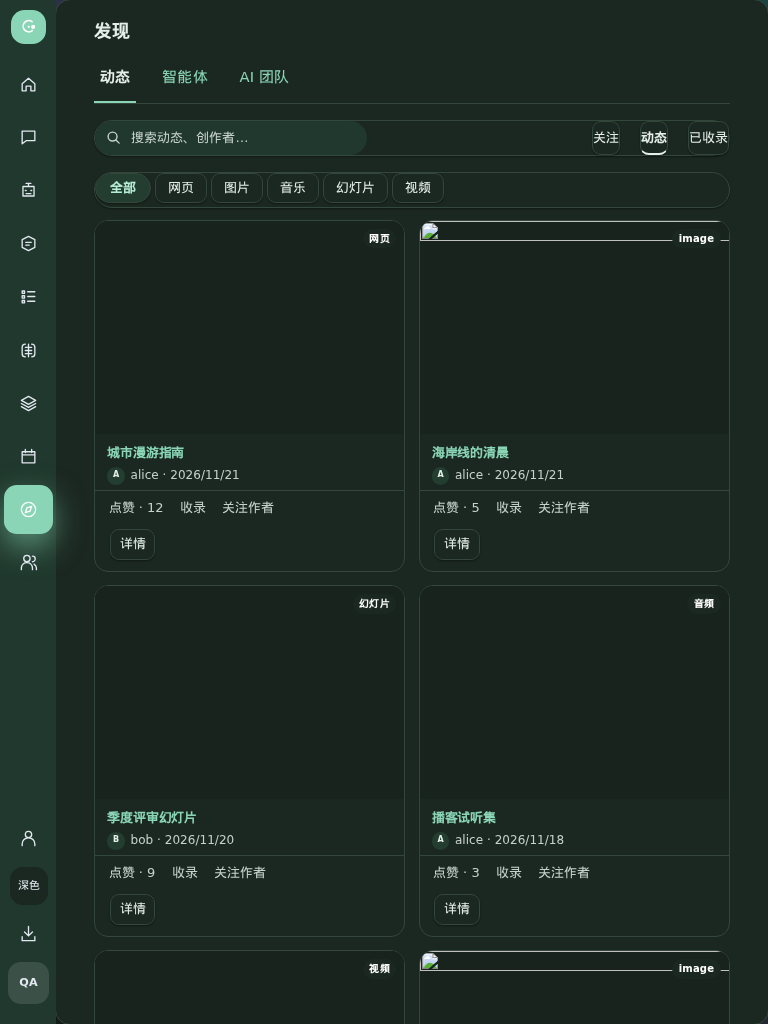 发现
动态 智能体 AI 团队
搜索动态、创作者… 关注 动态 已收录
全部 网页 图片 音乐 幻灯片 视频
网页 image
城市漫游指南 海岸线的清晨
A alice · 2026/11/21 A alice · 2026/11/21
点赞 · 12 收录 关注作者 点赞 · 5 收录 关注作者
详情 详情
幻灯片 音频
季度评审幻灯片 播客试听集
B bob · 2026/11/20 A alice · 2026/11/18
点赞 · 9 收录 关注作者 点赞 · 3 收录 关注作者
深色
详情 详情
视频 image
QA